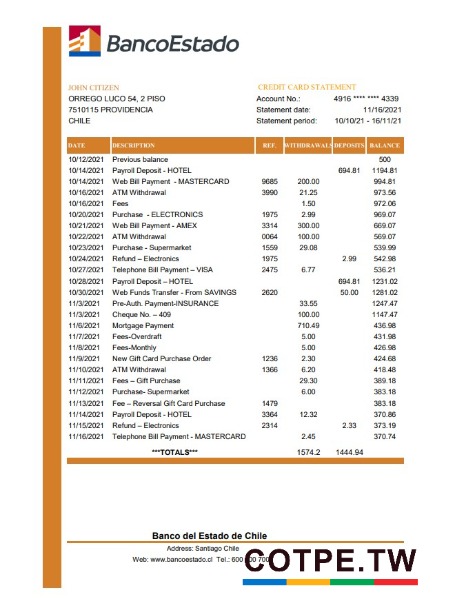 BancoEstado
JOHN CITIZEN
CREDIT CARD STATEMENT
ORREGO LUCO 54, 2 PISO
Account No.: 4916 **** **** 4339
7510115 PROVIDENCIA
Statement date: 11/16/2021
CHILE
Statement period: 10/10/21 - 16/11/21
DATE DESCRIPTION REF. WITHDRAWALS DEPOSITS BALANCE
10/12/2021 Previous balance 500
10/14/2021 Payroll Deposit - HOTEL 694.81 1194.81
10/14/2021 Web Bill Payment - MASTERCARD 9685 200.00 994.81
10/16/2021 ATM Withdrawal 3990 21.25 973.56
10/16/2021 Fees 1.50 972.06
10/20/2021 Purchase - ELECTRONICS 1975 2.99 969.07
10/21/2021 Web Bill Payment - AMEX 3314 300.00 669.07
10/22/2021 ATM Withdrawal 0064 100.00 569.07
10/23/2021 Purchase - Supermarket 1559 29.08 539.99
10/24/2021 Refund – Electronics 1975 2.99 542.98
10/27/2021 Telephone Bill Payment – VISA 2475 6.77 536.21
10/28/2021 Payroll Deposit – HOTEL 694.81 1231.02
10/30/2021 Web Funds Transfer - From SAVINGS 2620 50.00 1281.02
11/3/2021 Pre-Auth. Payment-INSURANCE 33.55 1247.47
11/3/2021 Cheque No. – 409 100.00 1147.47
11/6/2021 Mortgage Payment 710.49 436.98
11/7/2021 Fees-Overdraft 5.00 431.98
11/8/2021 Fees-Monthly 5.00 426.98
11/9/2021 New Gift Card Purchase Order 1236 2.30 424.68
11/10/2021 ATM Withdrawal 1366 6.20 418.48
11/11/2021 Fees – Gift Purchase 29.30 389.18
11/12/2021 Purchase- Supermarket 6.00 383.18
11/13/2021 Fee – Reversal Gift Card Purchase 1479 383.18
11/14/2021 Payroll Deposit - HOTEL 3364 12.32 370.86
11/15/2021 Refund – Electronics 2314 2.33 373.19
11/16/2021 Telephone Bill Payment - MASTERCARD 2.45 370.74
***TOTALS*** 1574.2 1444.94
Banco del Estado de Chile
Address: Santiago Chile
Web: www.bancoestado.cl Tel.: 600
COTPE.TW